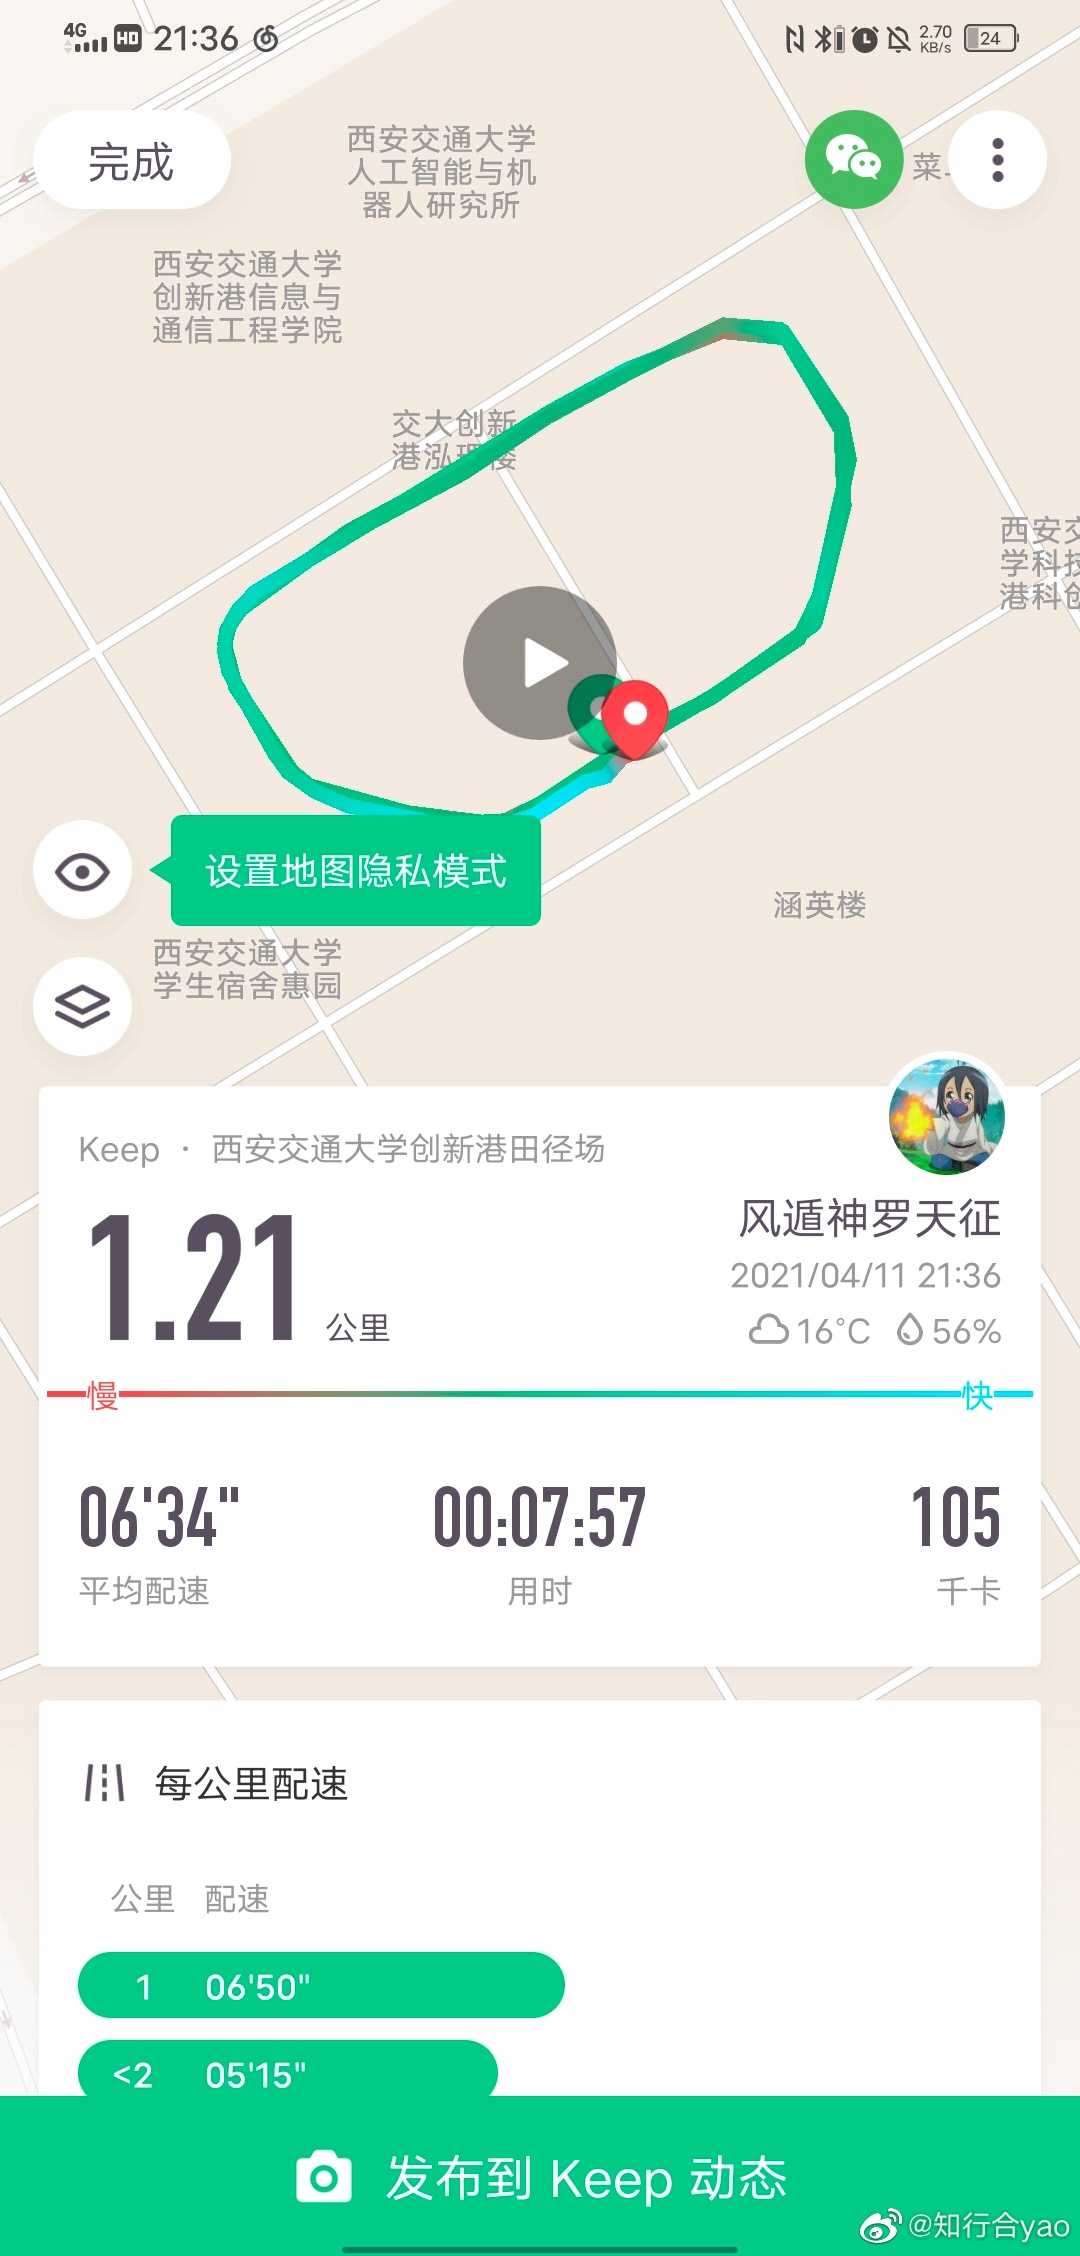 4G HD 21:36 2.70 KB/s 24
完成
西安交通大学
人工智能与机
器人研究所
菜
西安交通大学
创新港信息与
通信工程学院
交大创新
港泓理楼
西安交
学科技
港科创
设置地图隐私模式
涵英楼
西安交通大学
学生宿舍惠园
Keep · 西安交通大学创新港田径场
1.21 公里
风遁神罗天征
2021/04/11 21:36
16°C 56%
慢 快
06'34" 00:07:57 105
平均配速 用时 千卡
每公里配速
公里 配速
1 06'50"
<2 05'15"
发布到 Keep 动态
@知行合yao